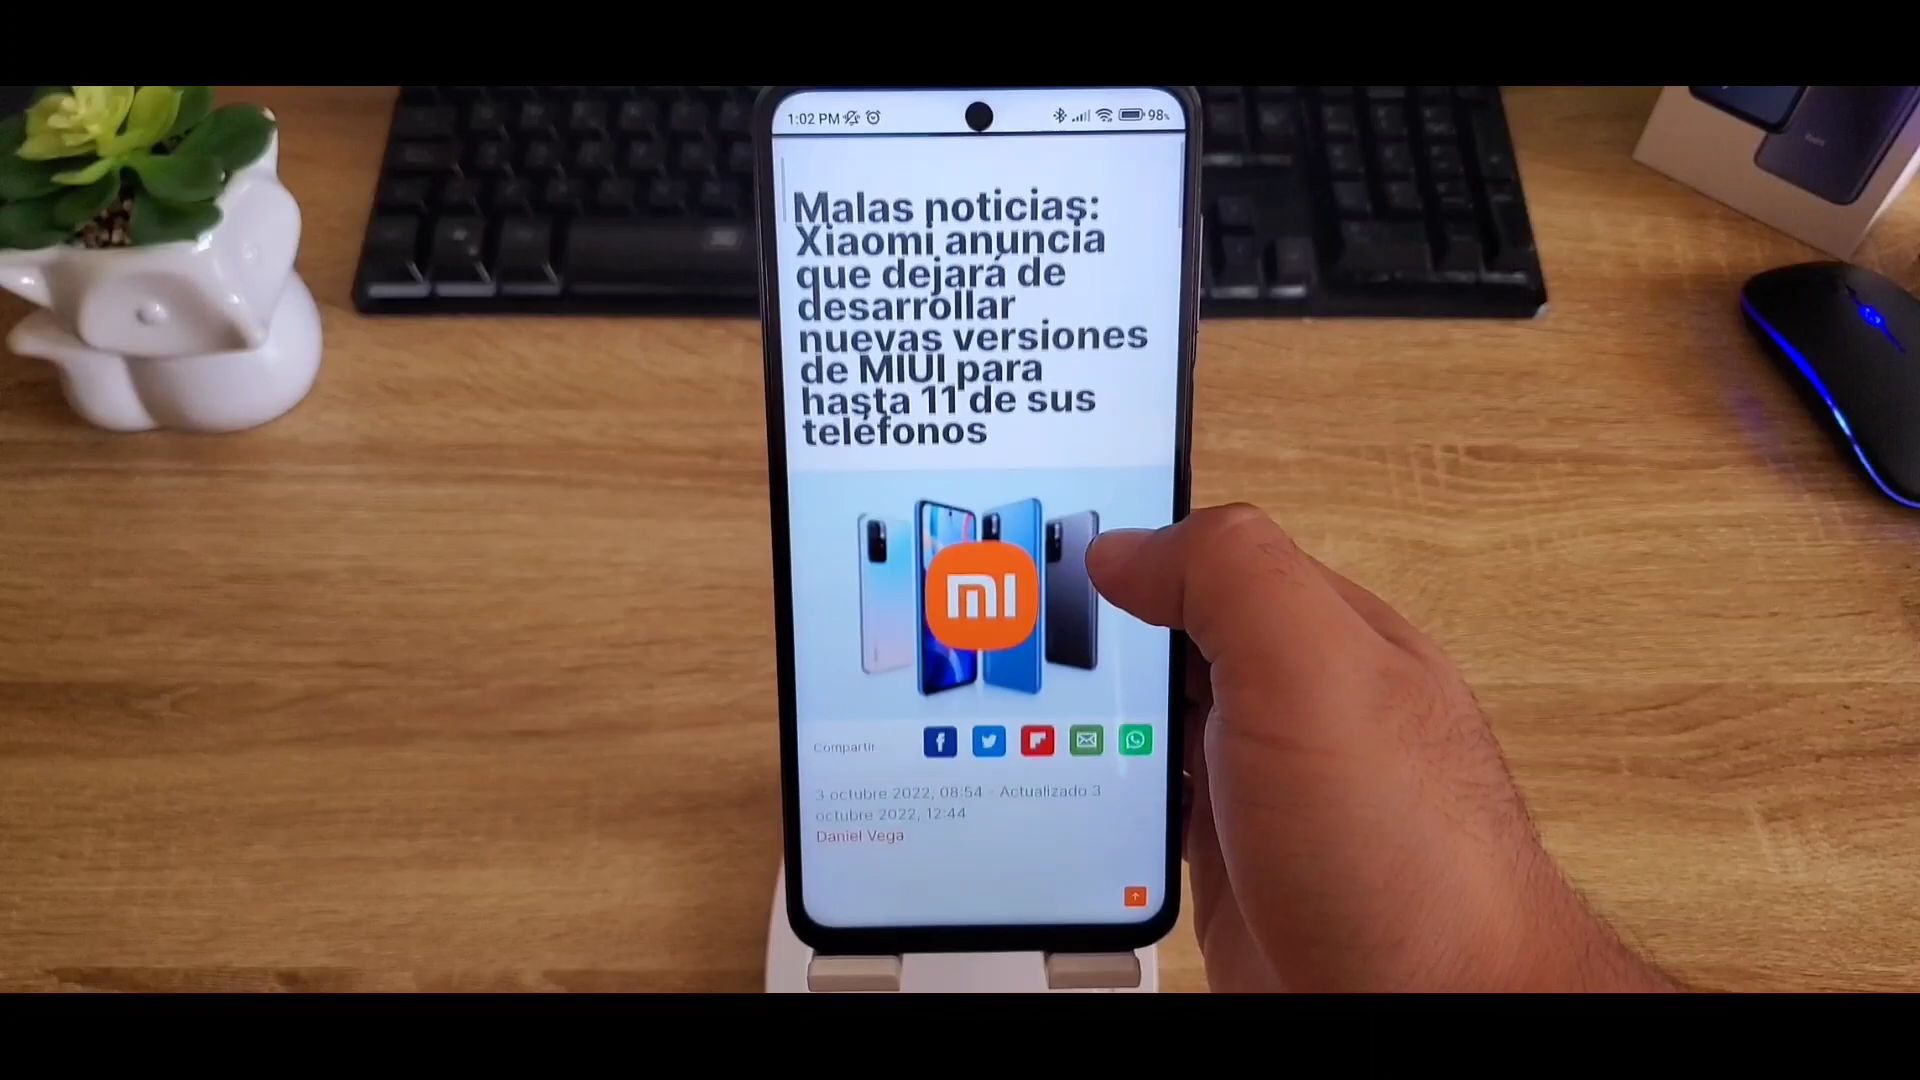 1:02 PM 98%
Malas noticias:
Xiaomi anuncia
que dejará de
desarrollar
nuevas versiones
de MIUI para
hasta 11 de sus
teléfonos
mi
Compartir
3 octubre 2022, 08:54 - Actualizado 3
octubre 2022, 12:44
Daniel Vega